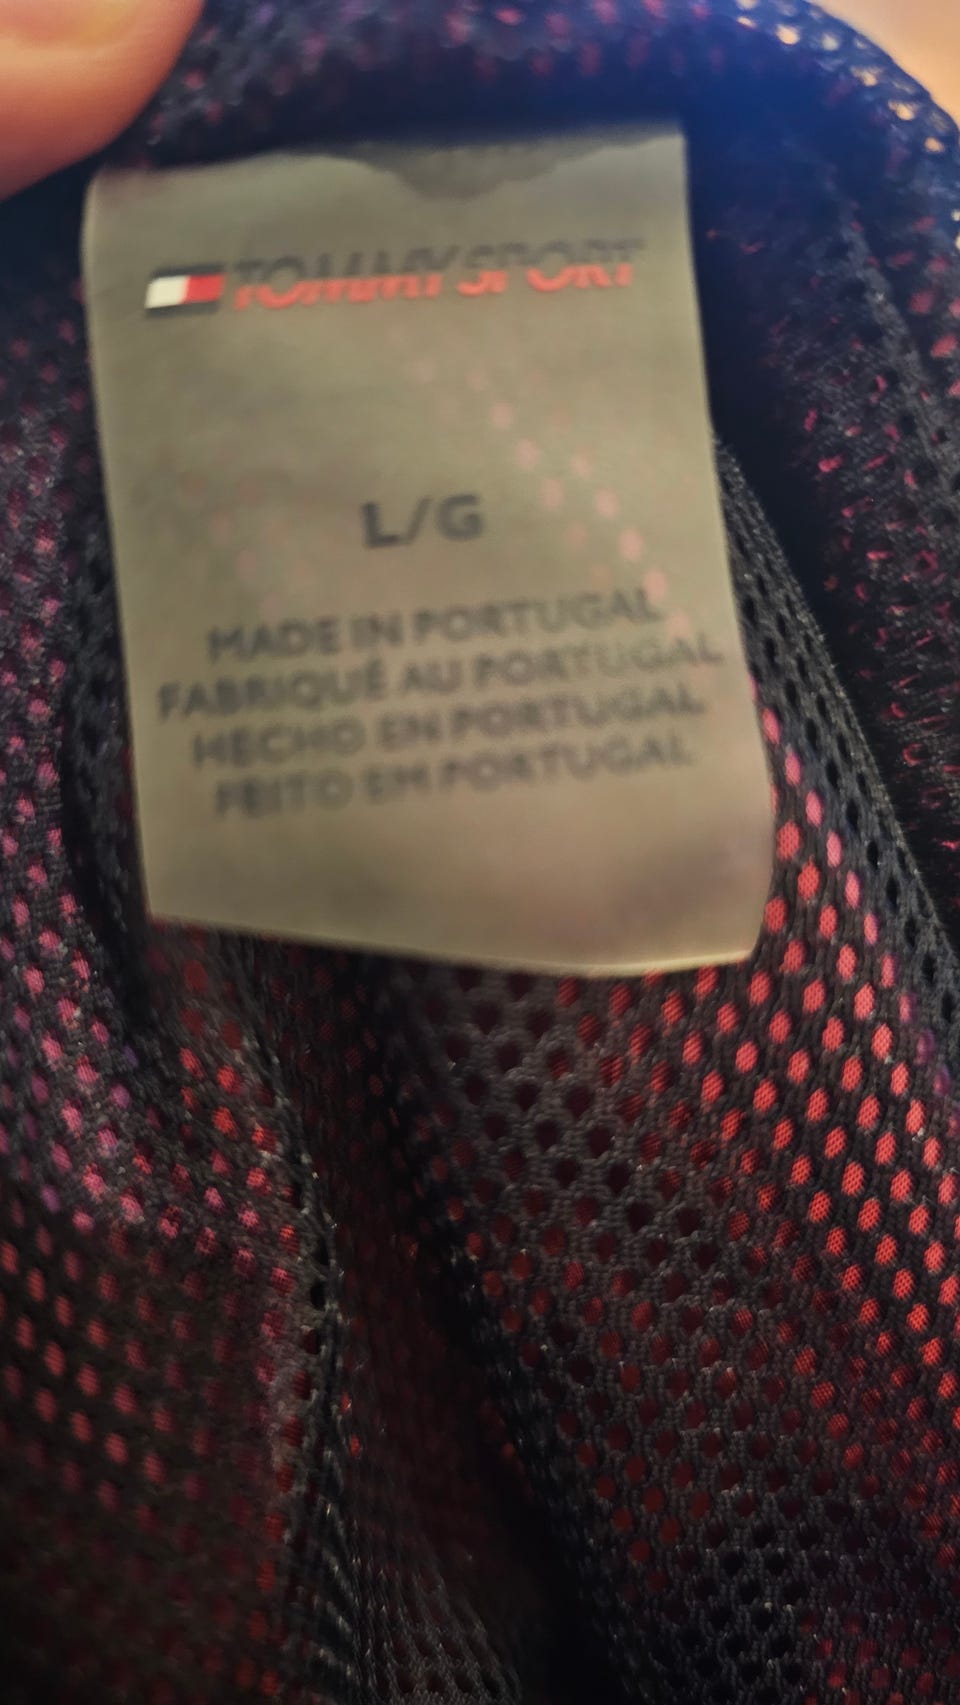 TOMMY SPORT
L/G
MADE IN PORTUGAL
FABRIQUÉ AU PORTUGAL
HECHO EN PORTUGAL
FEITO EM PORTUGAL